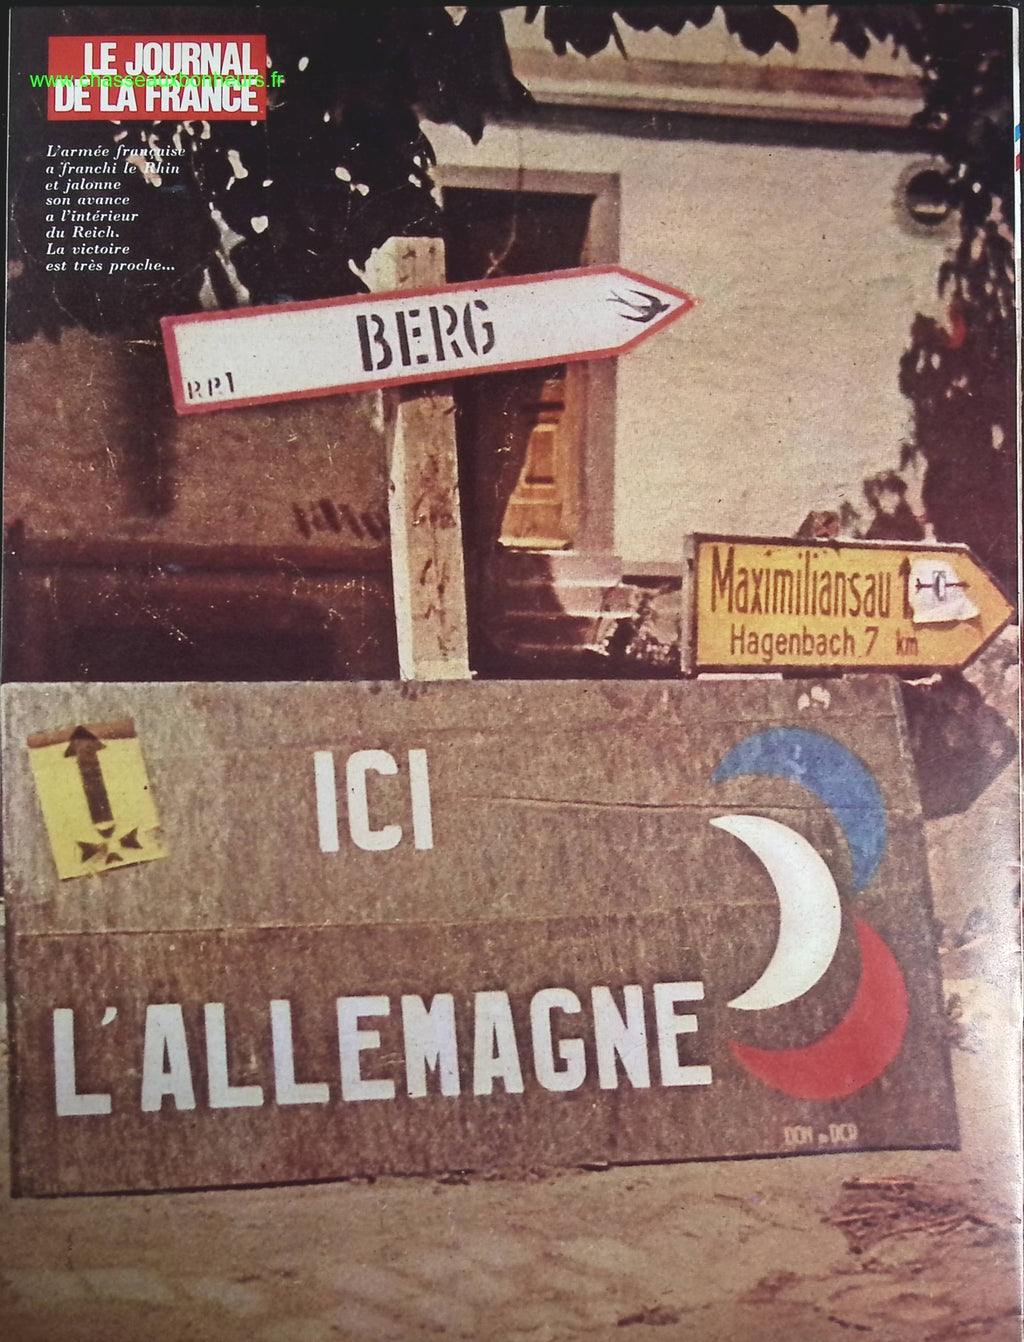 LE JOURNAL
www.chasseauxbonheurs.fr
DE LA FRANCE
L'armée française
a franchi le Rhin
et jalonne
son avance
a l'intérieur
du Reich.
La victoire
est très proche...
BERG
R.P.1
Maximiliansau
Hagenbach 7 km
ICI
L'ALLEMAGNE